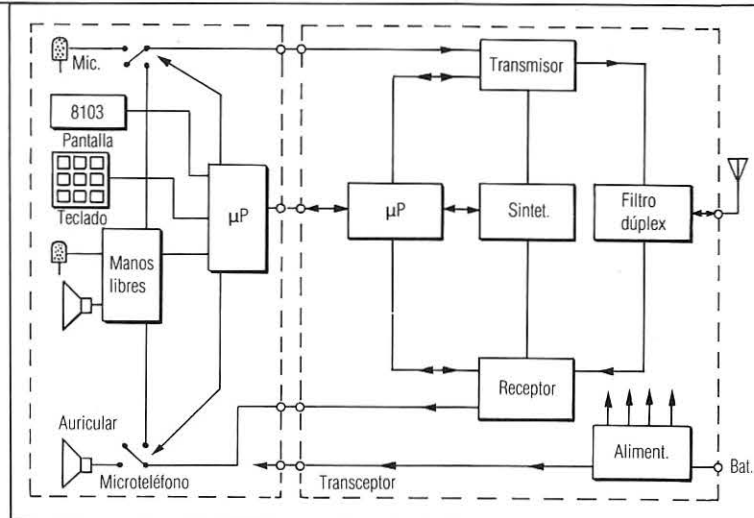 Mic.
8103
Pantalla
Teclado
Manos
libres
µP
Auricular
Microteléfono
Transmisor
µP
Sintet.
Filtro
dúplex
Receptor
Aliment.
Bat.
Transceptor